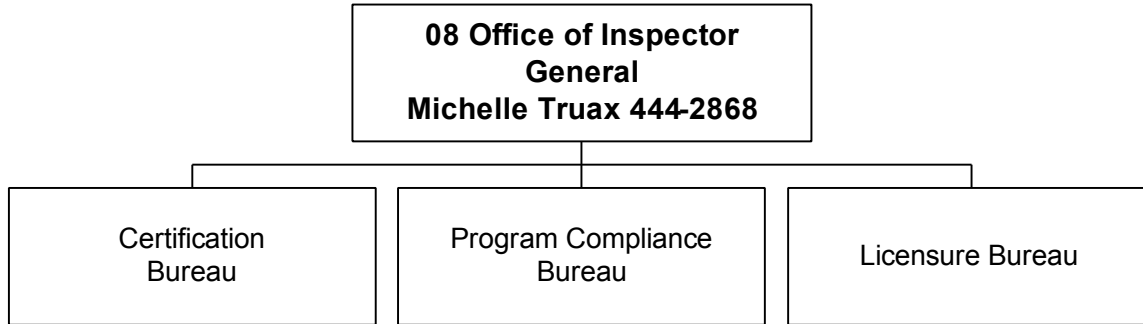 08 Office of Inspector
General
Michelle Truax 444-2868
Certification
Bureau
Program Compliance
Bureau
Licensure Bureau